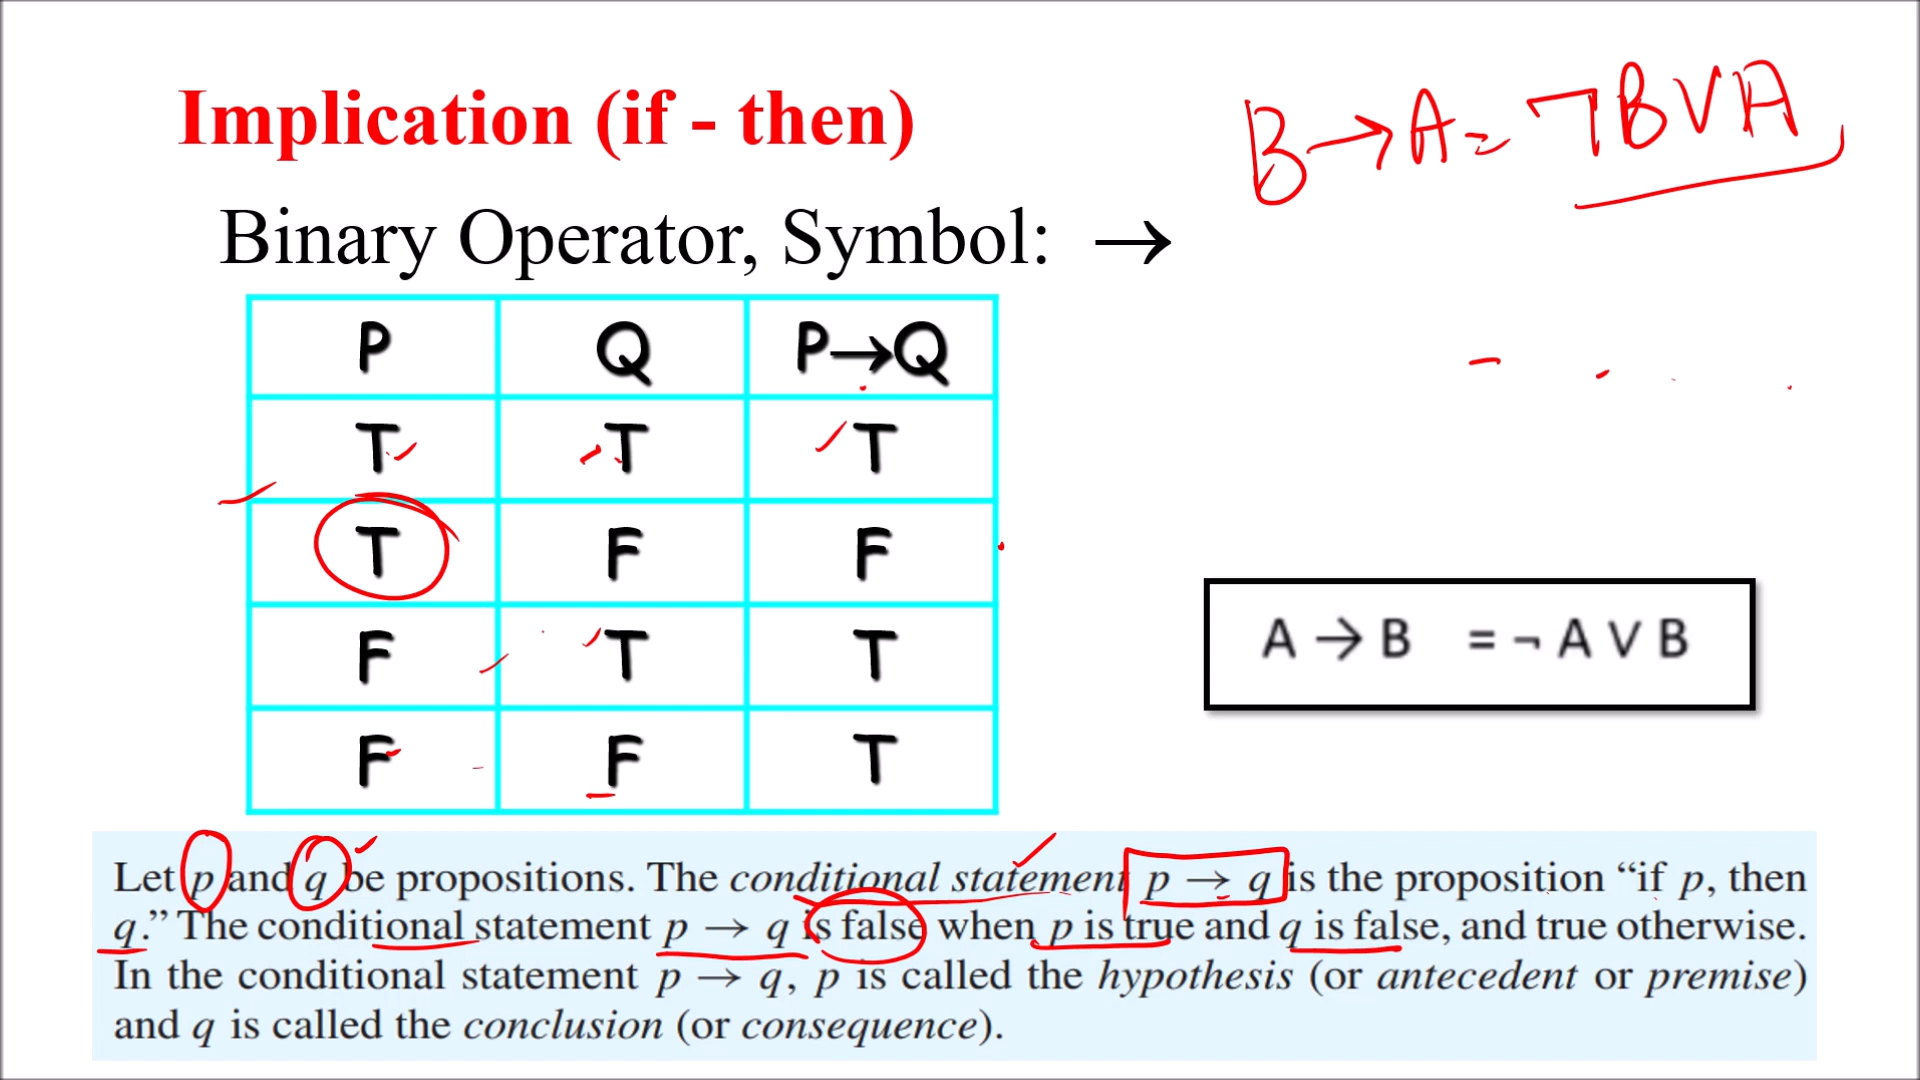 Implication (if - then)
B → A = ¬ B V A
Binary Operator, Symbol: →
P Q P→Q
T T T
T F F
F T T
F F T
A → B = ¬ A V B
Let p and q be propositions. The conditional statement p → q is the proposition “if p, then
q.” The conditional statement p → q is false when p is true and q is false, and true otherwise.
In the conditional statement p → q, p is called the hypothesis (or antecedent or premise)
and q is called the conclusion (or consequence).